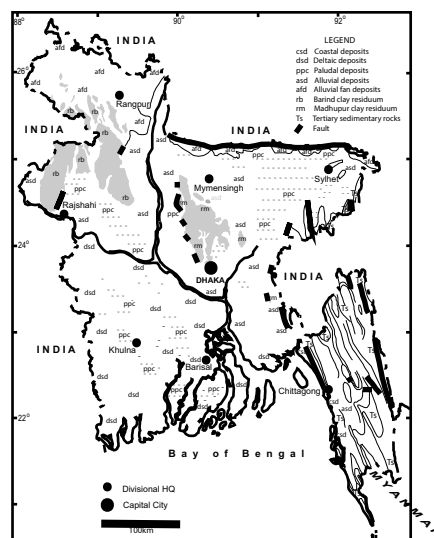 88
90
92
INDIA
LEGEND
csd Coastal deposits
dsd Deltaic deposits
ppc Paludal deposits
asd Alluvial deposits
afd Alluvial fan deposits
rb Barind clay residuum
rm Madhupur clay residuum
Ts Tertiary sedimentary rocks
Fault
afd
afd
afd
26°
Rangpur
rb
rb
rb
afd
asd
INDIA
INDIA
asd
ppc
ppc
asd
Sylhet
Mymensingh
rb
rb
ppc
Rajshahi
asd
ppc
asd
rm
rm
rm
asd
ppc
Ts
24°
dsd
DHAKA
asd
INDIA
asd
rm
asd
Ts
dsd
ppc
dsd
asd
INDIA
Khulna
dsd
Barisal
ppc
dsd
Chittagong
csd
asd
Ts
Ts
22°
dsd
dsd
Ts
Bay of Bengal
MYANMAR
Divisional HQ
Capital City
100km